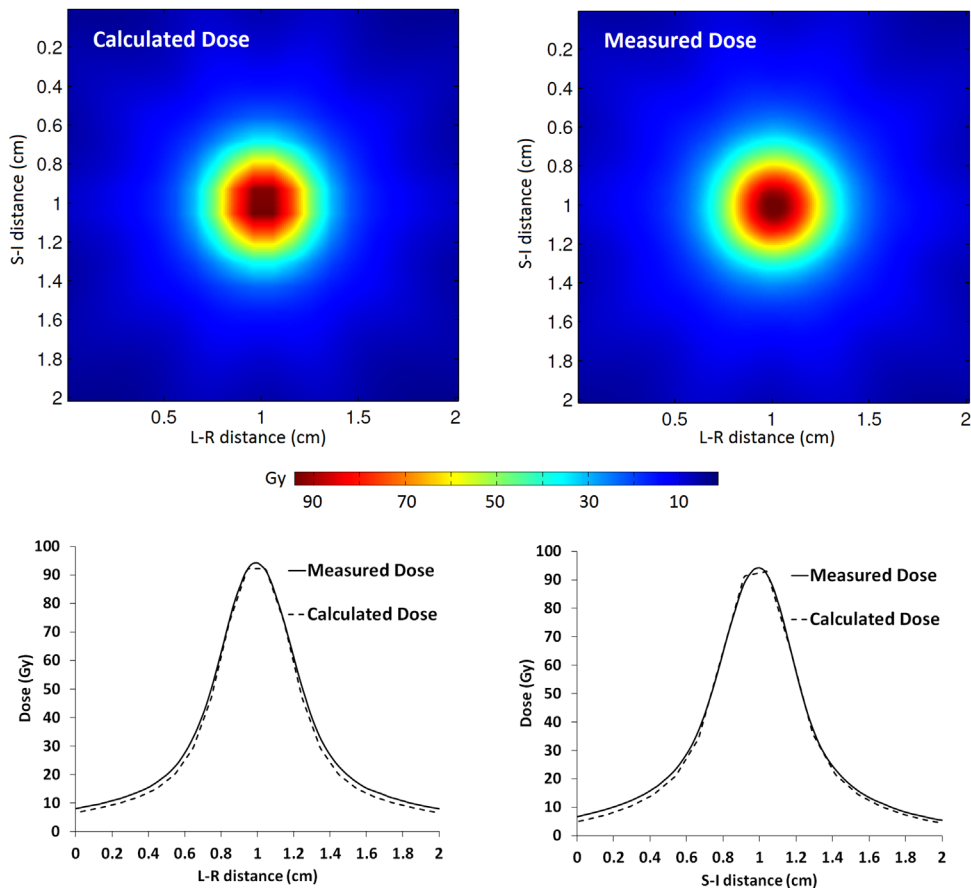 Calculated Dose
0.2
0.4
0.6
0.8
1
1.2
1.4
1.6
1.8
2
S-I distance (cm)
0.5 1 1.5 2
L-R distance (cm)
Measured Dose
0.2
0.4
0.6
0.8
1
1.2
1.4
1.6
1.8
2
S-I distance (cm)
0.5 1 1.5 2
L-R distance (cm)
Gy
90 70 50 30 10
100
90
80
70
60
50
40
30
20
10
0
Dose (Gy)
Measured Dose
Calculated Dose
0 0.2 0.4 0.6 0.8 1 1.2 1.4 1.6 1.8 2
L-R distance (cm)
100
90
80
70
60
50
40
30
20
10
0
Dose (Gy)
Measured Dose
Calculated Dose
0 0.2 0.4 0.6 0.8 1 1.2 1.4 1.6 1.8 2
S-I distance (cm)